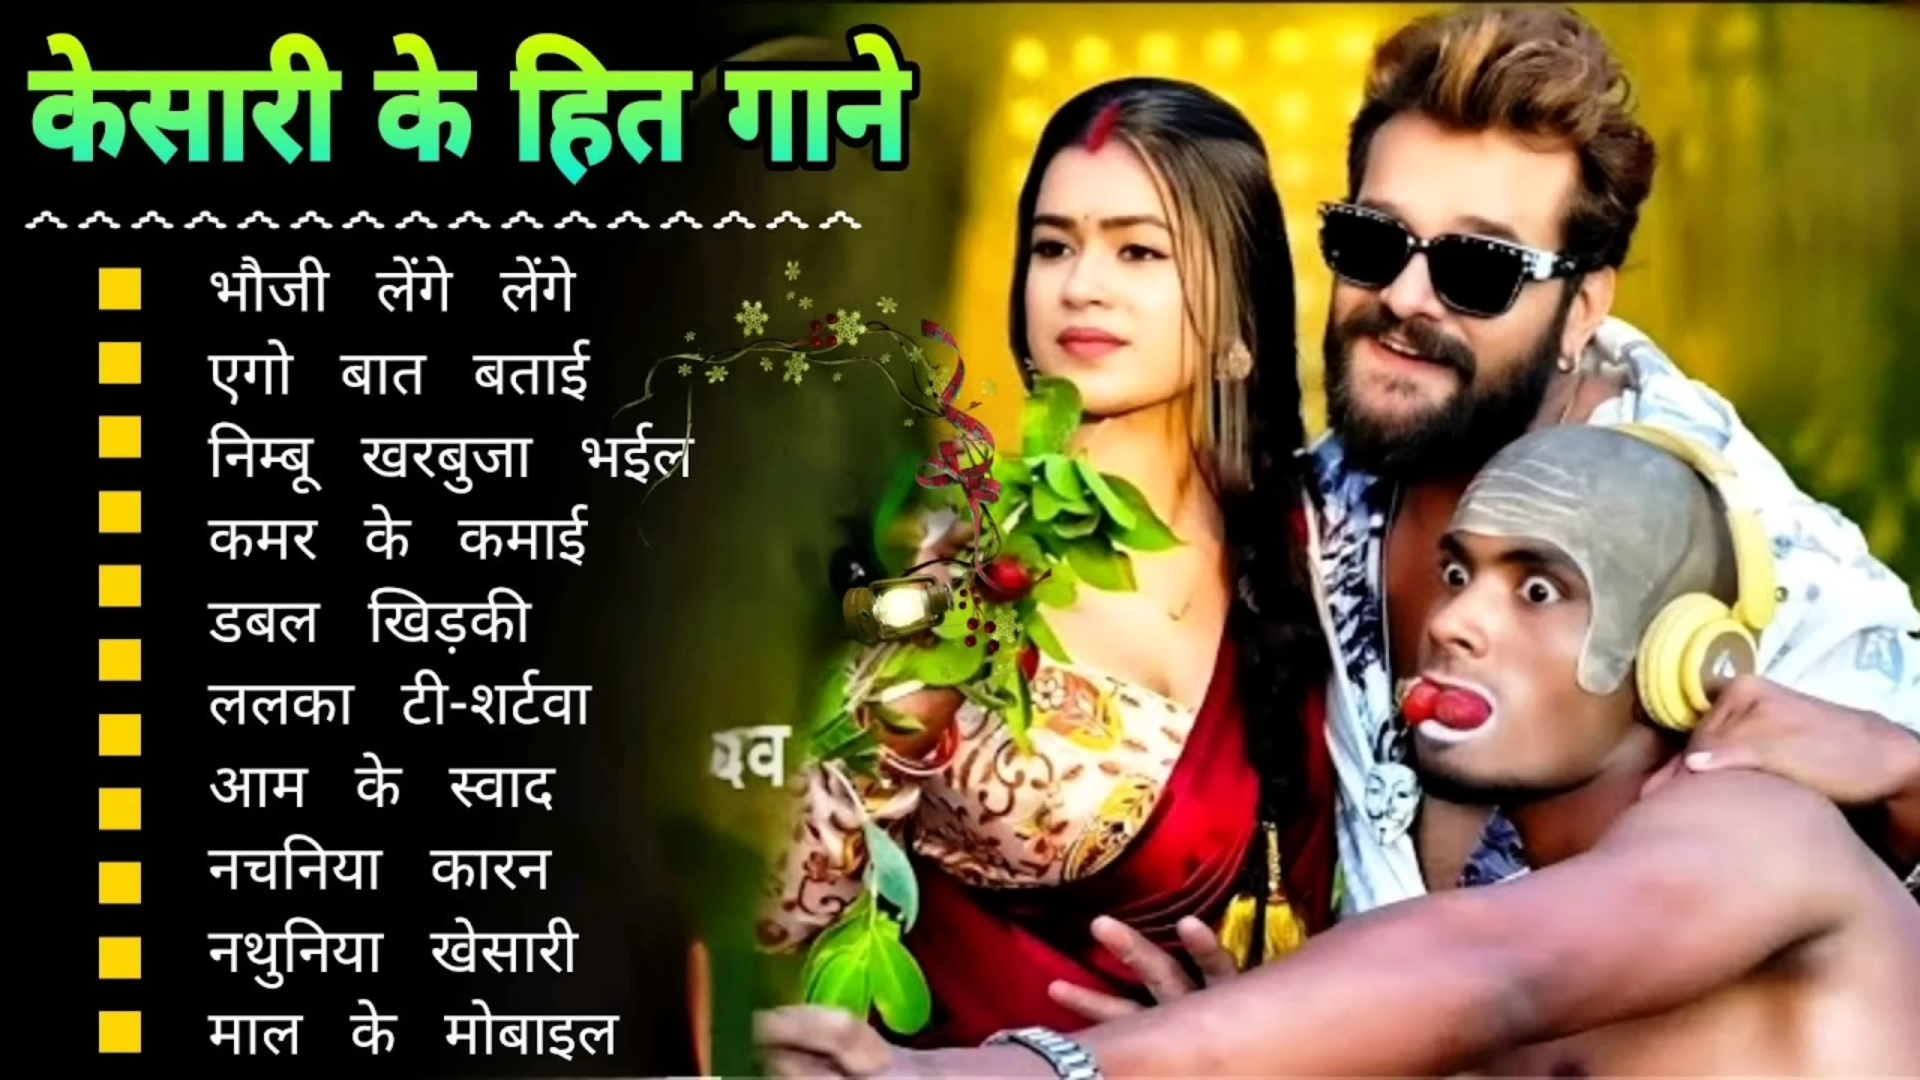 केसारी के हित गाने
भौजी लेंगे लेंगे
एगो बात बताई
निम्बू खरबुजा भईल
कमर के कमाई
डबल खिड़की
ललका टी-शर्टवा
आम के स्वाद
नचनिया कारन
नथुनिया खेसारी
माल के मोबाइल